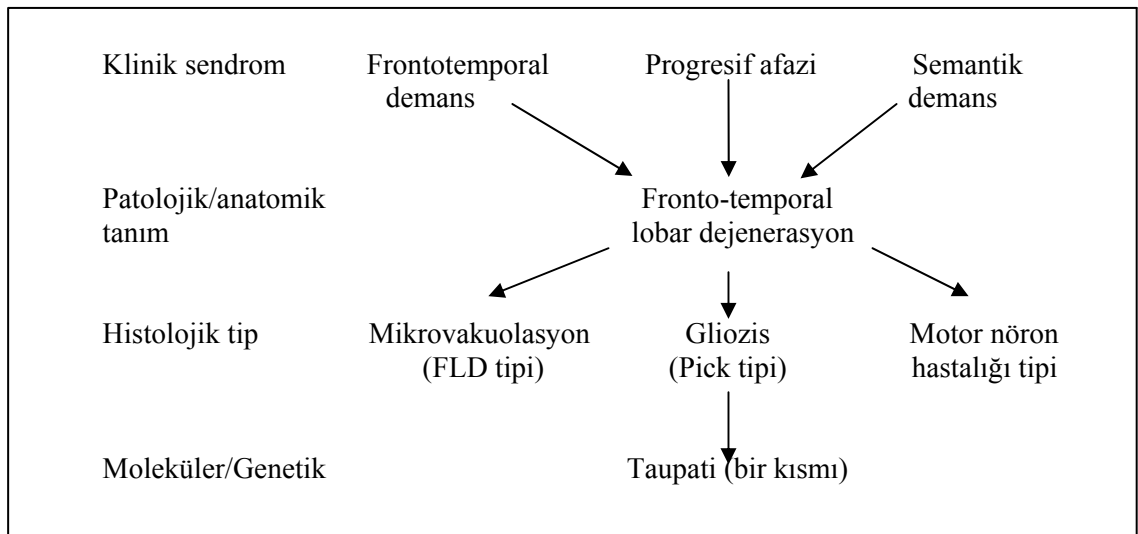 Klinik sendrom Frontotemporal Progresif afazi Semantik
demans demans
Patolojik/anatomik Fronto-temporal
tanım lobar dejenerasyon
Histolojik tip Mikrovakuolasyon Gliozis Motor nöron
(FLD tipi) (Pick tipi) hastalığı tipi
Moleküler/Genetik Taupati (bir kısmı)